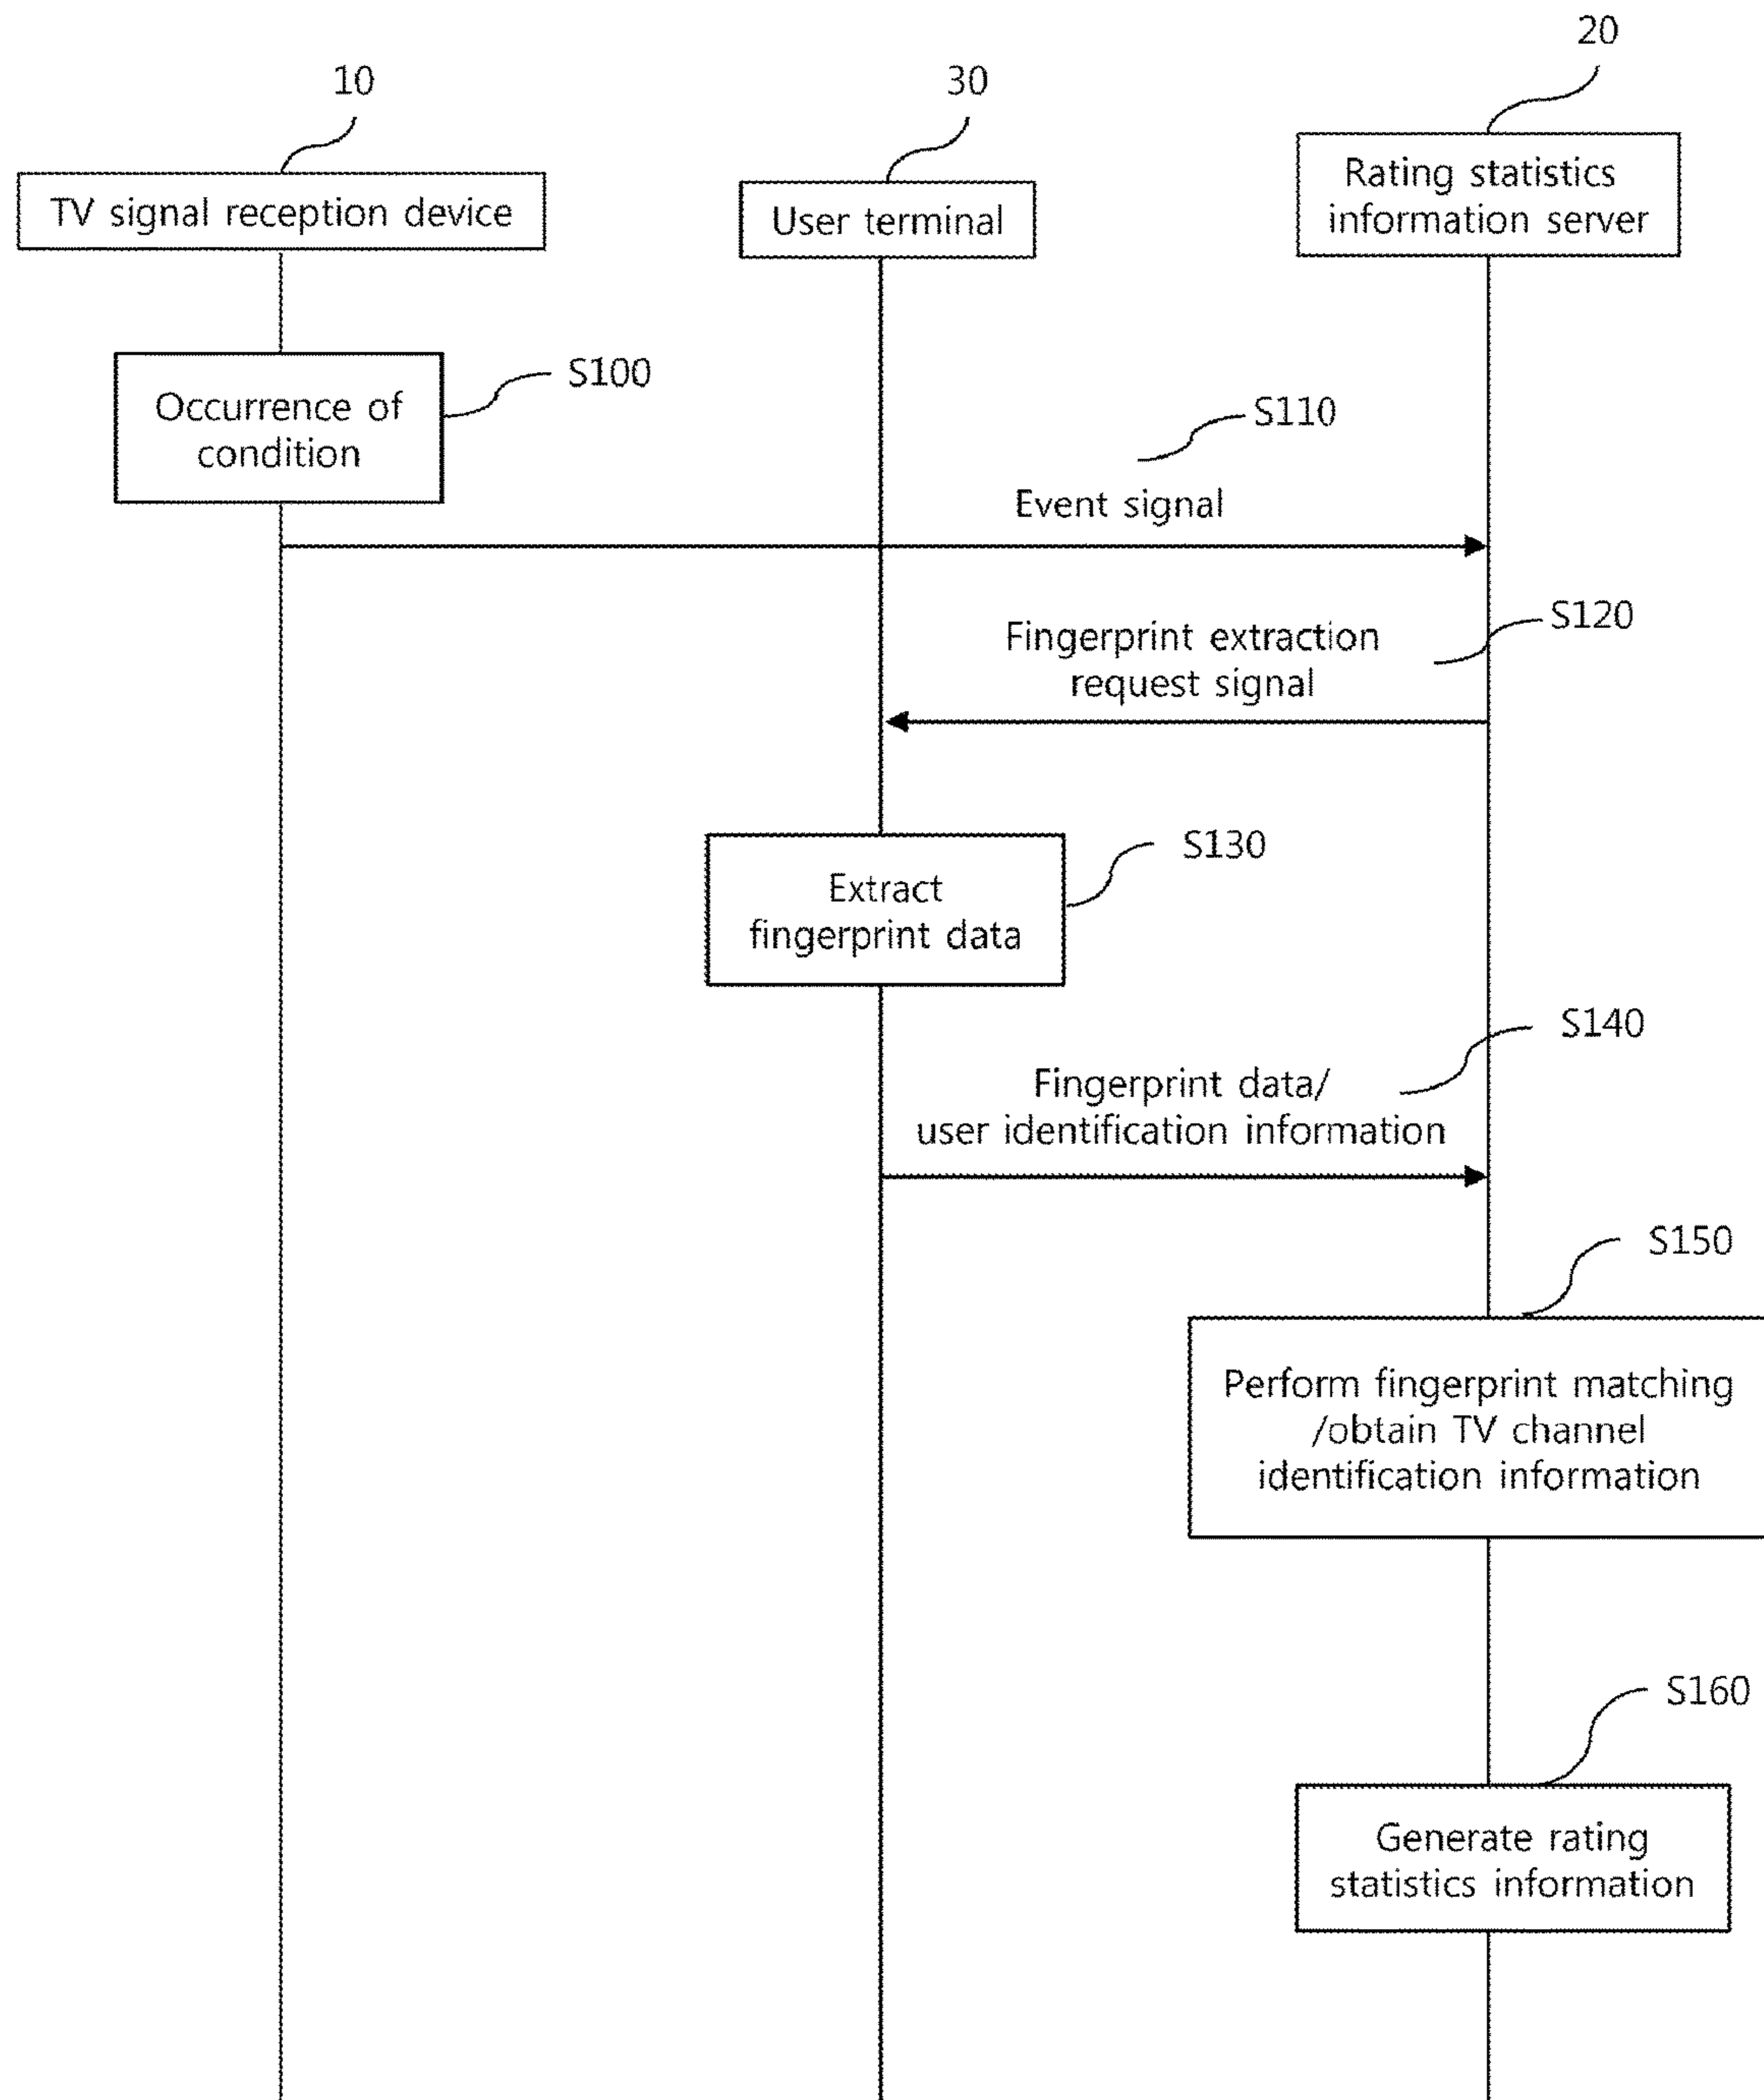 20
10
30
TV signal reception device
User terminal
Rating statistics
information server
S100
Occurrence of
condition
S110
Event signal
S120
Fingerprint extraction
request signal
S130
Extract
fingerprint data
S140
Fingerprint data/
user identification information
S150
Perform fingerprint matching
/obtain TV channel
identification information
S160
Generate rating
statistics information